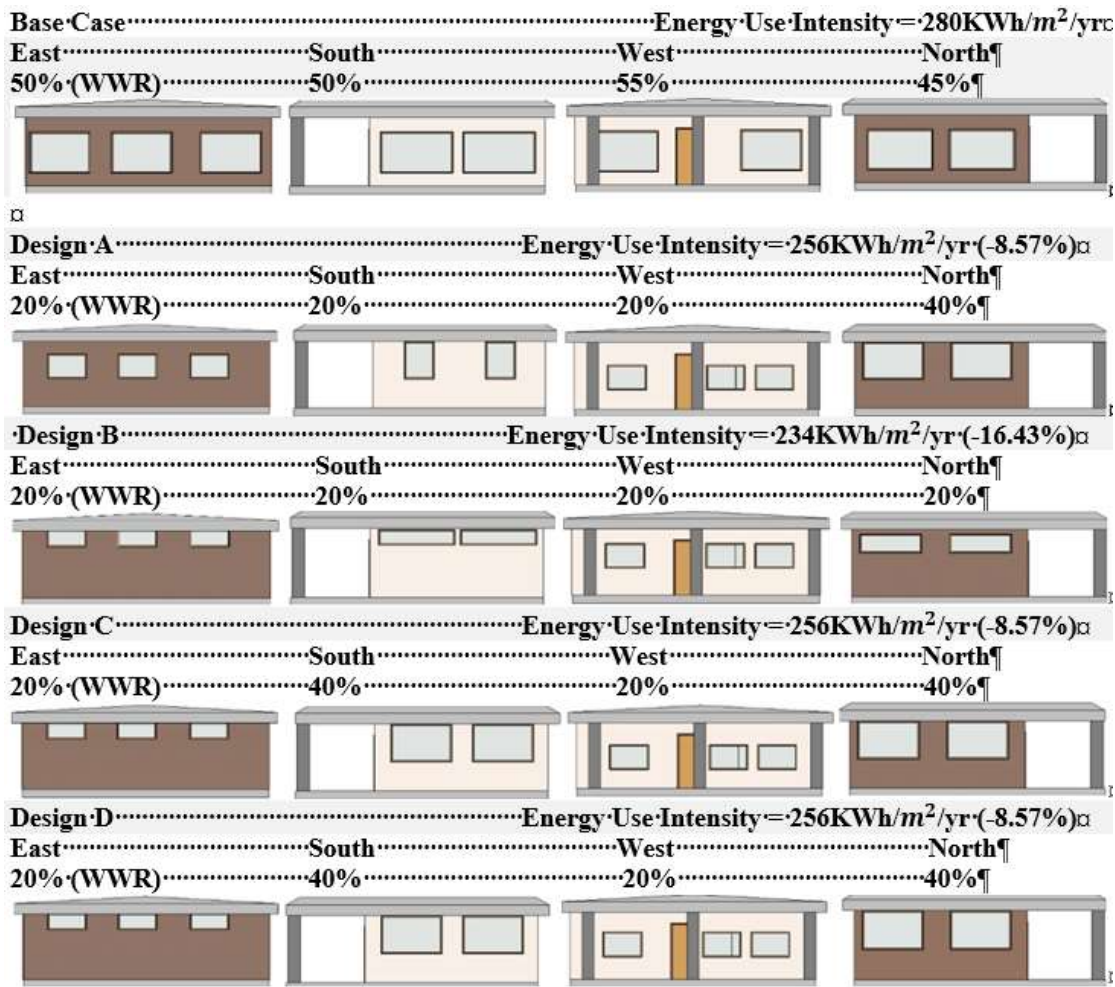 Base·Case·······Energy·Use·Intensity·=·280KWh/m²/yr¤
East·······South·······West·······North¶
50%·(WWR)·······50%·······55%·······45%¶
¤
¤
Design·A·······Energy·Use·Intensity·=·256KWh/m²/yr·(-8.57%)¤
East·······South·······West·······North¶
20%·(WWR)·······20%·······20%·······40%¶
¤
·Design·B·······Energy·Use·Intensity·=·234KWh/m²/yr·(-16.43%)¤
East·······South·······West·······North¶
20%·(WWR)·······20%·······20%·······20%¶
¤
Design·C·······Energy·Use·Intensity·=·256KWh/m²/yr·(-8.57%)¤
East·······South·······West·······North¶
20%·(WWR)·······40%·······20%·······40%¶
¤
Design·D·······Energy·Use·Intensity·=·256KWh/m²/yr·(-8.57%)¤
East·······South·······West·······North¶
20%·(WWR)·······40%·······20%·······40%¶
¤